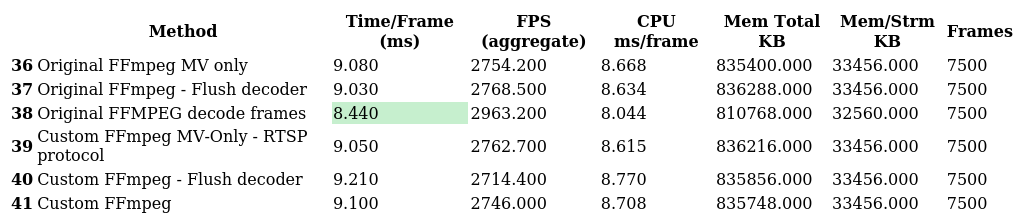 Method Time/Frame (ms) FPS (aggregate) CPU ms/frame Mem Total KB Mem/Strm KB Frames
36 Original FFmpeg MV only 9.080 2754.200 8.668 835400.000 33456.000 7500
37 Original FFmpeg - Flush decoder 9.030 2768.500 8.634 836288.000 33456.000 7500
38 Original FFMPEG decode frames 8.440 2963.200 8.044 810768.000 32560.000 7500
39 Custom FFmpeg MV-Only - RTSP protocol 9.050 2762.700 8.615 836216.000 33456.000 7500
40 Custom FFmpeg - Flush decoder 9.210 2714.400 8.770 835856.000 33456.000 7500
41 Custom FFmpeg 9.100 2746.000 8.708 835748.000 33456.000 7500